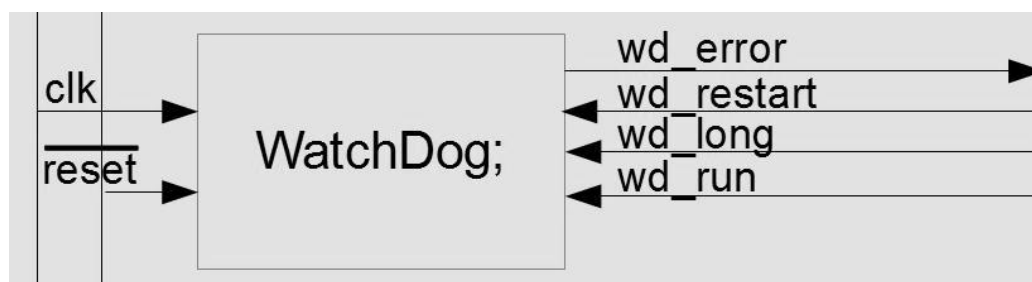 clk
reset
WatchDog;
wd_error
wd_restart
wd_long
wd_run